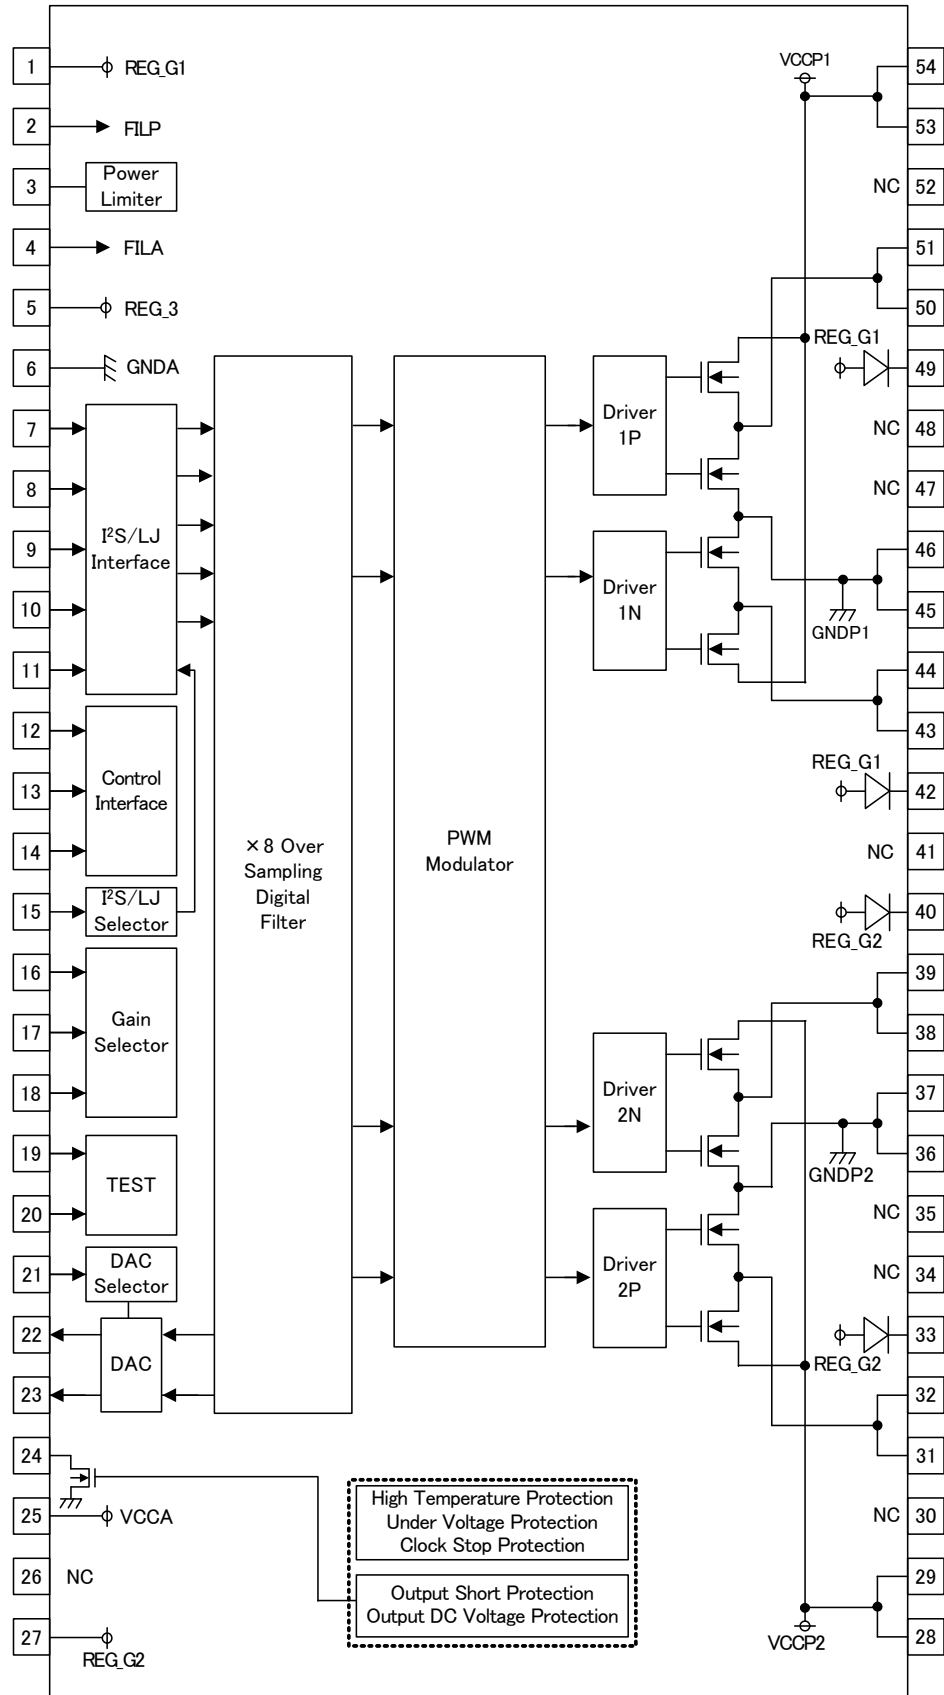 1
REG_G1
2
FILP
3
Power
Limiter
4
FILA
5
REG_3
6
GNDA
7
8
9
10
11
I²S/LJ
Interface
12
13
14
Control
Interface
15
I²S/LJ
Selector
16
17
18
Gain
Selector
19
20
TEST
21
DAC
Selector
22
23
DAC
24
25
VCCA
26
NC
27
REG_G2
×8 Over
Sampling
Digital
Filter
PWM
Modulator
Driver
1P
Driver
1N
Driver
2N
Driver
2P
High Temperature Protection
Under Voltage Protection
Clock Stop Protection
Output Short Protection
Output DC Voltage Protection
VCCP1
54
53
NC
52
51
50
REG_G1
49
NC
48
NC
47
46
45
GNDP1
44
43
REG_G1
42
NC
41
40
REG_G2
39
38
37
36
GNDP2
NC
35
NC
34
33
REG_G2
32
31
NC
30
29
28
VCCP2